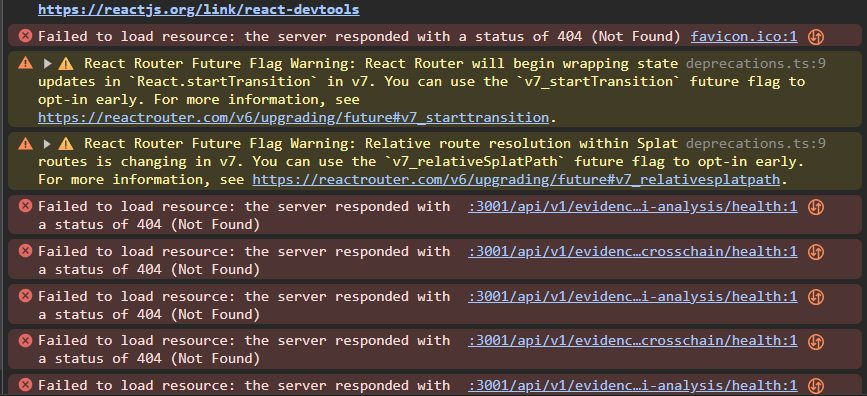 https://reactjs.org/link/react-devtools
Failed to load resource: the server responded with a status of 404 (Not Found) favicon.ico:1
React Router Future Flag Warning: React Router will begin wrapping state deprecations.ts:9
updates in `React.startTransition` in v7. You can use the `v7_startTransition` future flag to
opt-in early. For more information, see
https://reactrouter.com/v6/upgrading/future#v7_starttransition.
React Router Future Flag Warning: Relative route resolution within Splat deprecations.ts:9
routes is changing in v7. You can use the `v7_relativeSplatPath` future flag to opt-in early.
For more information, see https://reactrouter.com/v6/upgrading/future#v7_relativesplatpath.
Failed to load resource: the server responded with :3001/api/v1/evidenc…i-analysis/health:1
a status of 404 (Not Found)
Failed to load resource: the server responded with :3001/api/v1/evidenc…crosschain/health:1
a status of 404 (Not Found)
Failed to load resource: the server responded with :3001/api/v1/evidenc…i-analysis/health:1
a status of 404 (Not Found)
Failed to load resource: the server responded with :3001/api/v1/evidenc…crosschain/health:1
a status of 404 (Not Found)
Failed to load resource: the server responded with :3001/api/v1/evidenc…i-analysis/health:1